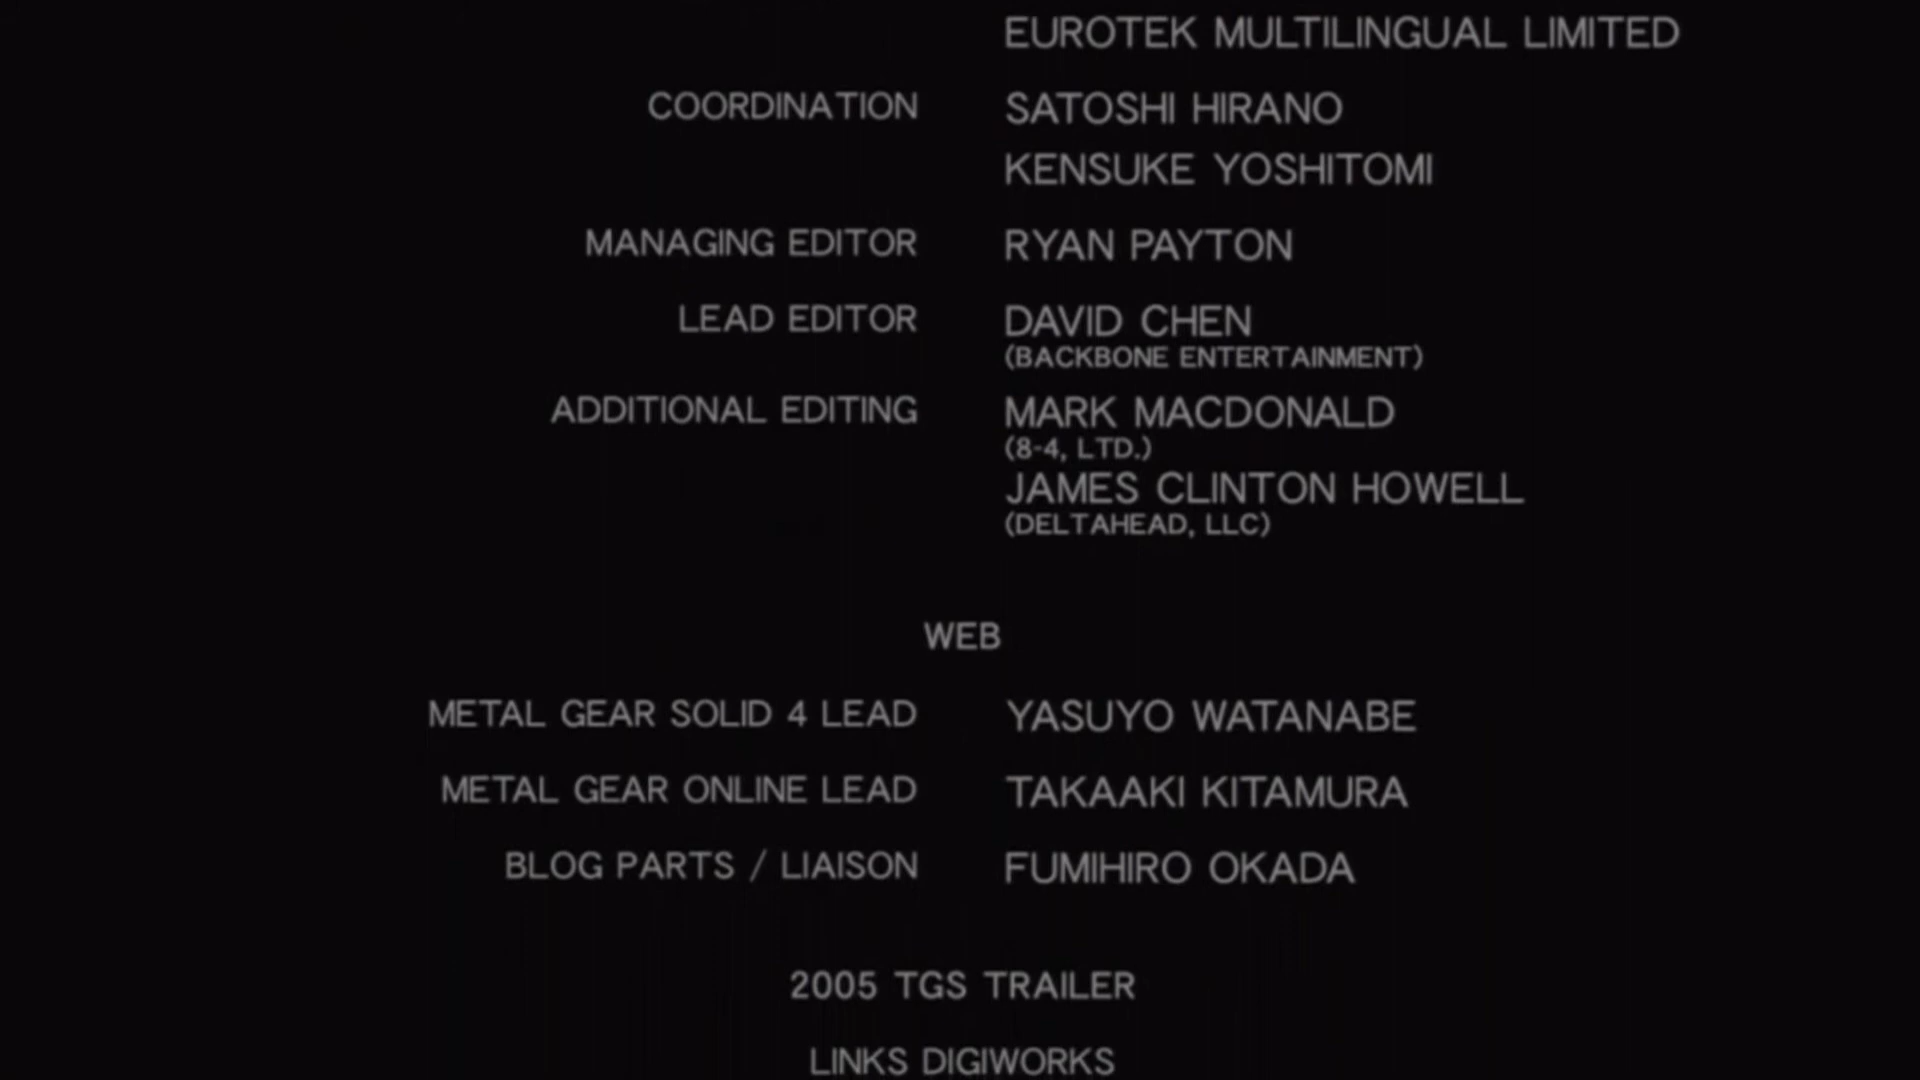 EUROTEK MULTILINGUAL LIMITED
COORDINATION SATOSHI HIRANO
KENSUKE YOSHITOMI
MANAGING EDITOR RYAN PAYTON
LEAD EDITOR DAVID CHEN
(BACKBONE ENTERTAINMENT)
ADDITIONAL EDITING MARK MACDONALD
(8-4, LTD.)
JAMES CLINTON HOWELL
(DELTAHEAD, LLC)
WEB
METAL GEAR SOLID 4 LEAD YASUYO WATANABE
METAL GEAR ONLINE LEAD TAKAAKI KITAMURA
BLOG PARTS / LIAISON FUMIHIRO OKADA
2005 TGS TRAILER
LINKS DIGIWORKS